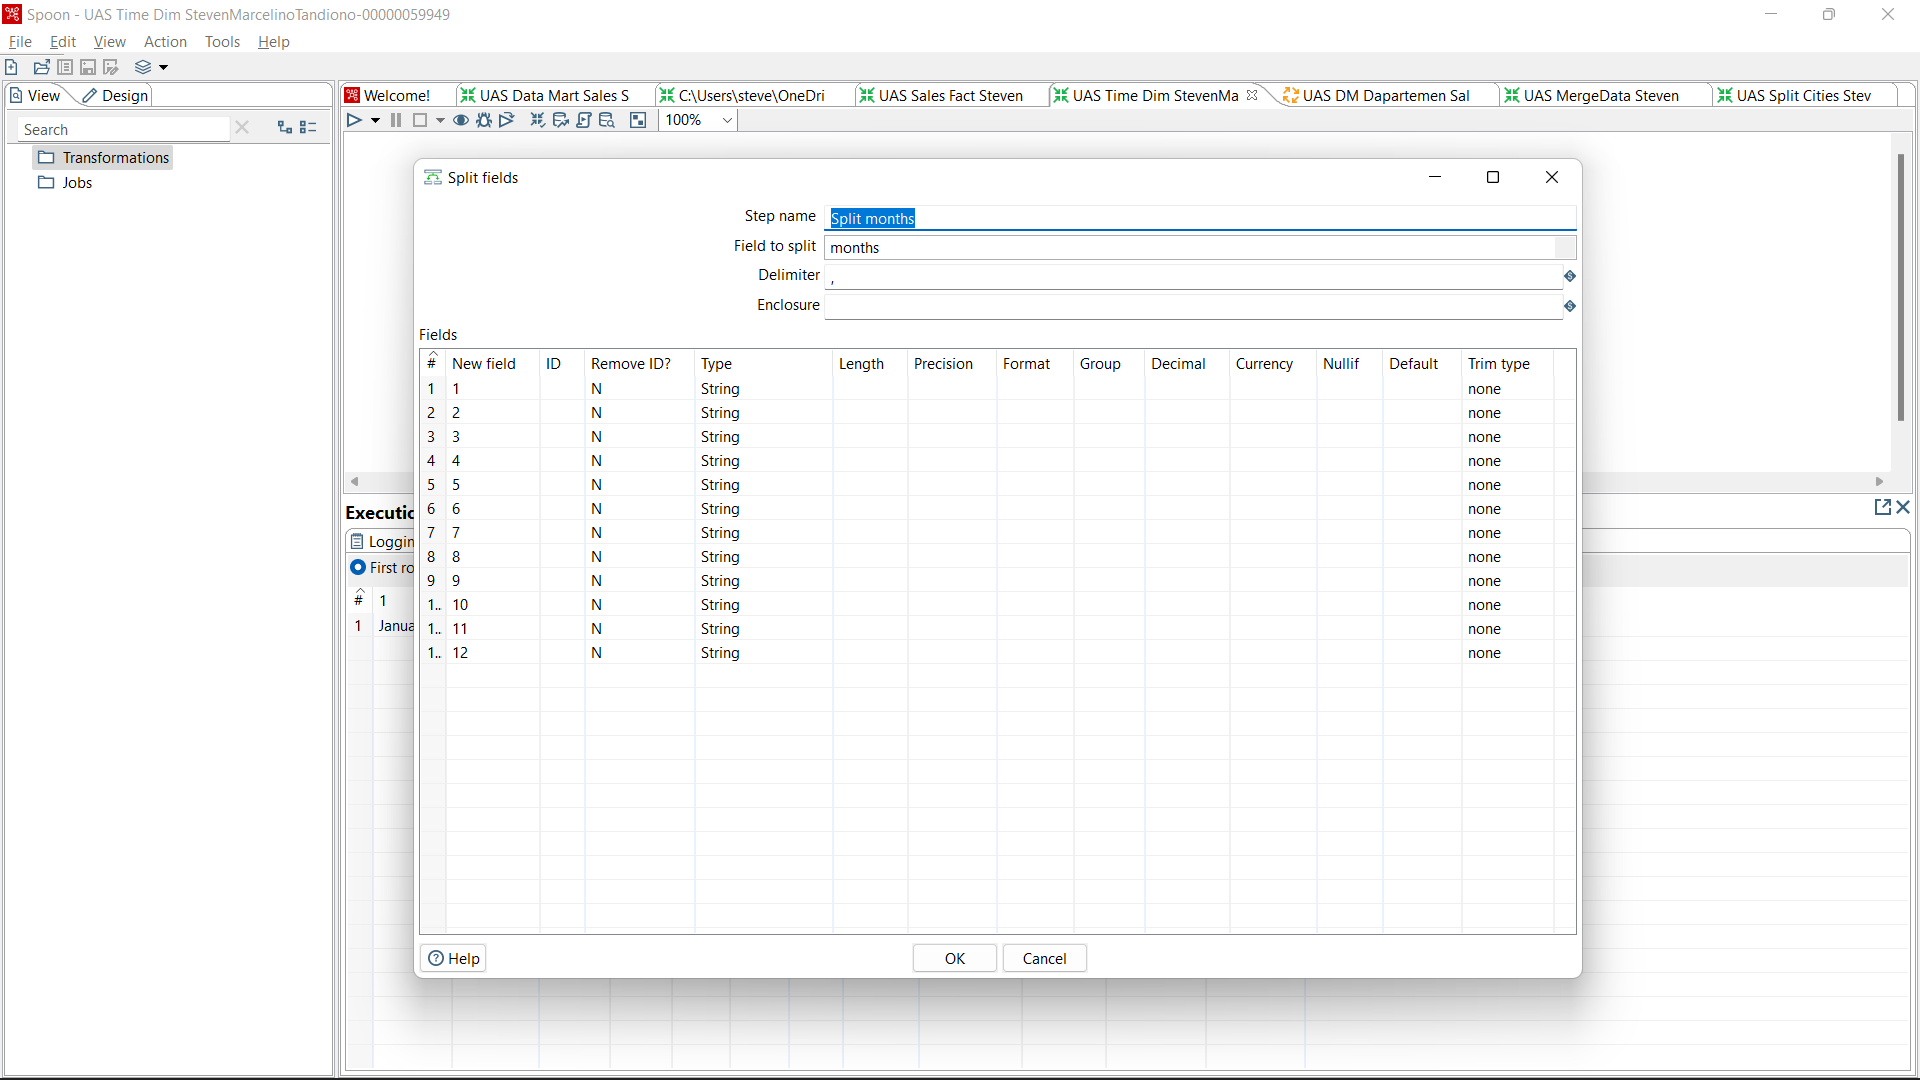 Spoon - UAS Time Dim StevenMarcelinoTandiono-00000059949
File Edit View Action Tools Help
View Design
Welcome! UAS Data Mart Sales S C:\Users\steve\OneDri UAS Sales Fact Steven UAS Time Dim StevenMa UAS DM Dapartemen Sal UAS MergeData Steven UAS Split Cities Stev
Search
100%
Transformations
Jobs
Split fields
Step name Split months
Field to split months
Delimiter ,
Enclosure
Fields
# New field ID Remove ID? Type Length Precision Format Group Decimal Currency Nullif Default Trim type
1 1 N String none
2 2 N String none
3 3 N String none
4 4 N String none
5 5 N String none
6 6 N String none
7 7 N String none
8 8 N String none
9 9 N String none
1.. 10 N String none
1.. 11 N String none
1.. 12 N String none
Help OK Cancel
Executic
Loggin
First ro
# 1
1 Janua